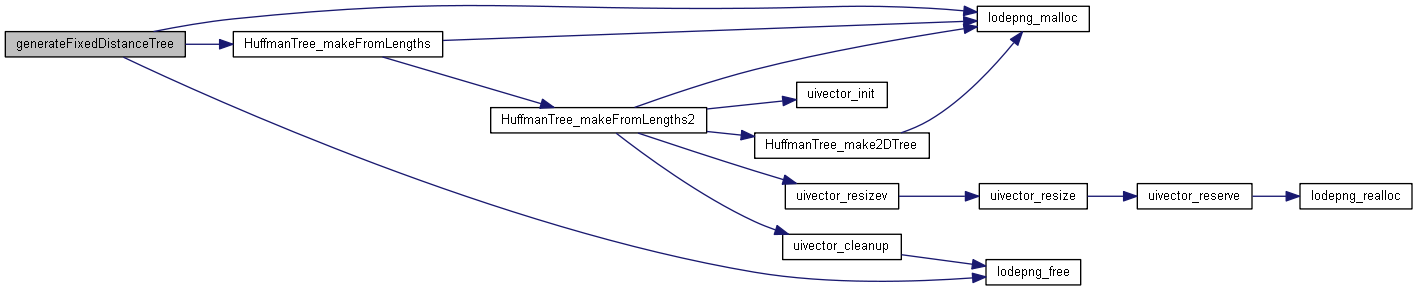 lodepng_malloc
generateFixedDistanceTree
HuffmanTree_makeFromLengths
uivector_init
HuffmanTree_makeFromLengths2
HuffmanTree_make2DTree
uivector_resizev
uivector_resize
uivector_reserve
lodepng_realloc
uivector_cleanup
lodepng_free